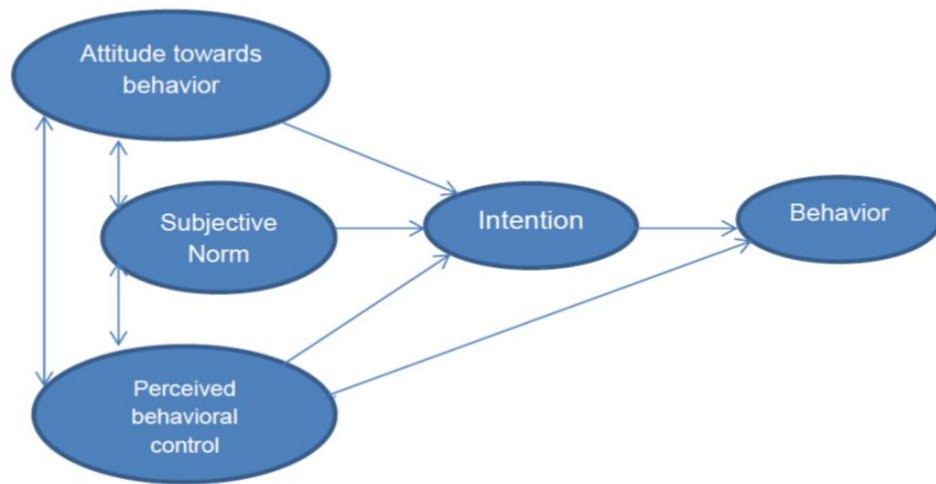 Attitude towards
behavior
Subjective
Norm
Intention
Behavior
Perceived
behavioral
control